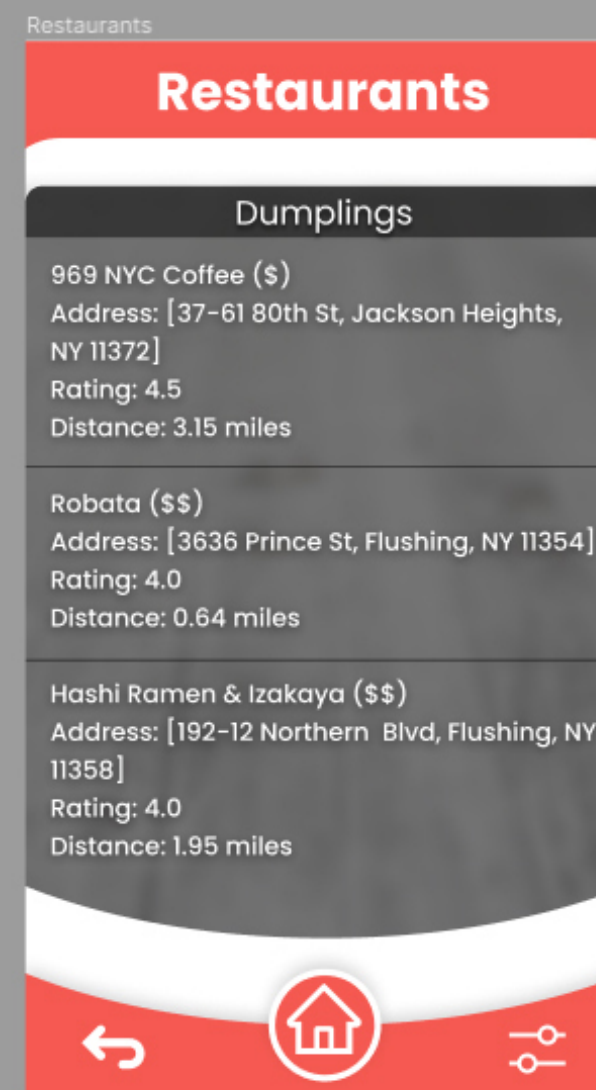 Restaurants
Restaurants
Dumplings
969 NYC Coffee ($)
Address: [37-61 80th St, Jackson Heights,
NY 11372]
Rating: 4.5
Distance: 3.15 miles
Robata ($$)
Address: [3636 Prince St, Flushing, NY 11354]
Rating: 4.0
Distance: 0.64 miles
Hashi Ramen & Izakaya ($$)
Address: [192-12 Northern  Blvd, Flushing, NY
11358]
Rating: 4.0
Distance: 1.95 miles